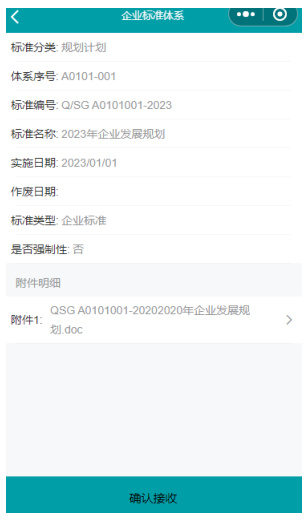 企业标准体系
标准分类: 规划计划
体系序号: A0101-001
标准编号: Q/SG A0101001-2023
标准名称: 2023年企业发展规划
实施日期: 2023/01/01
作废日期:
标准类型: 企业标准
是否强制性: 否
附件明细
附件1: QSG A0101001-20202020年企业发展规
划.doc
确认接收